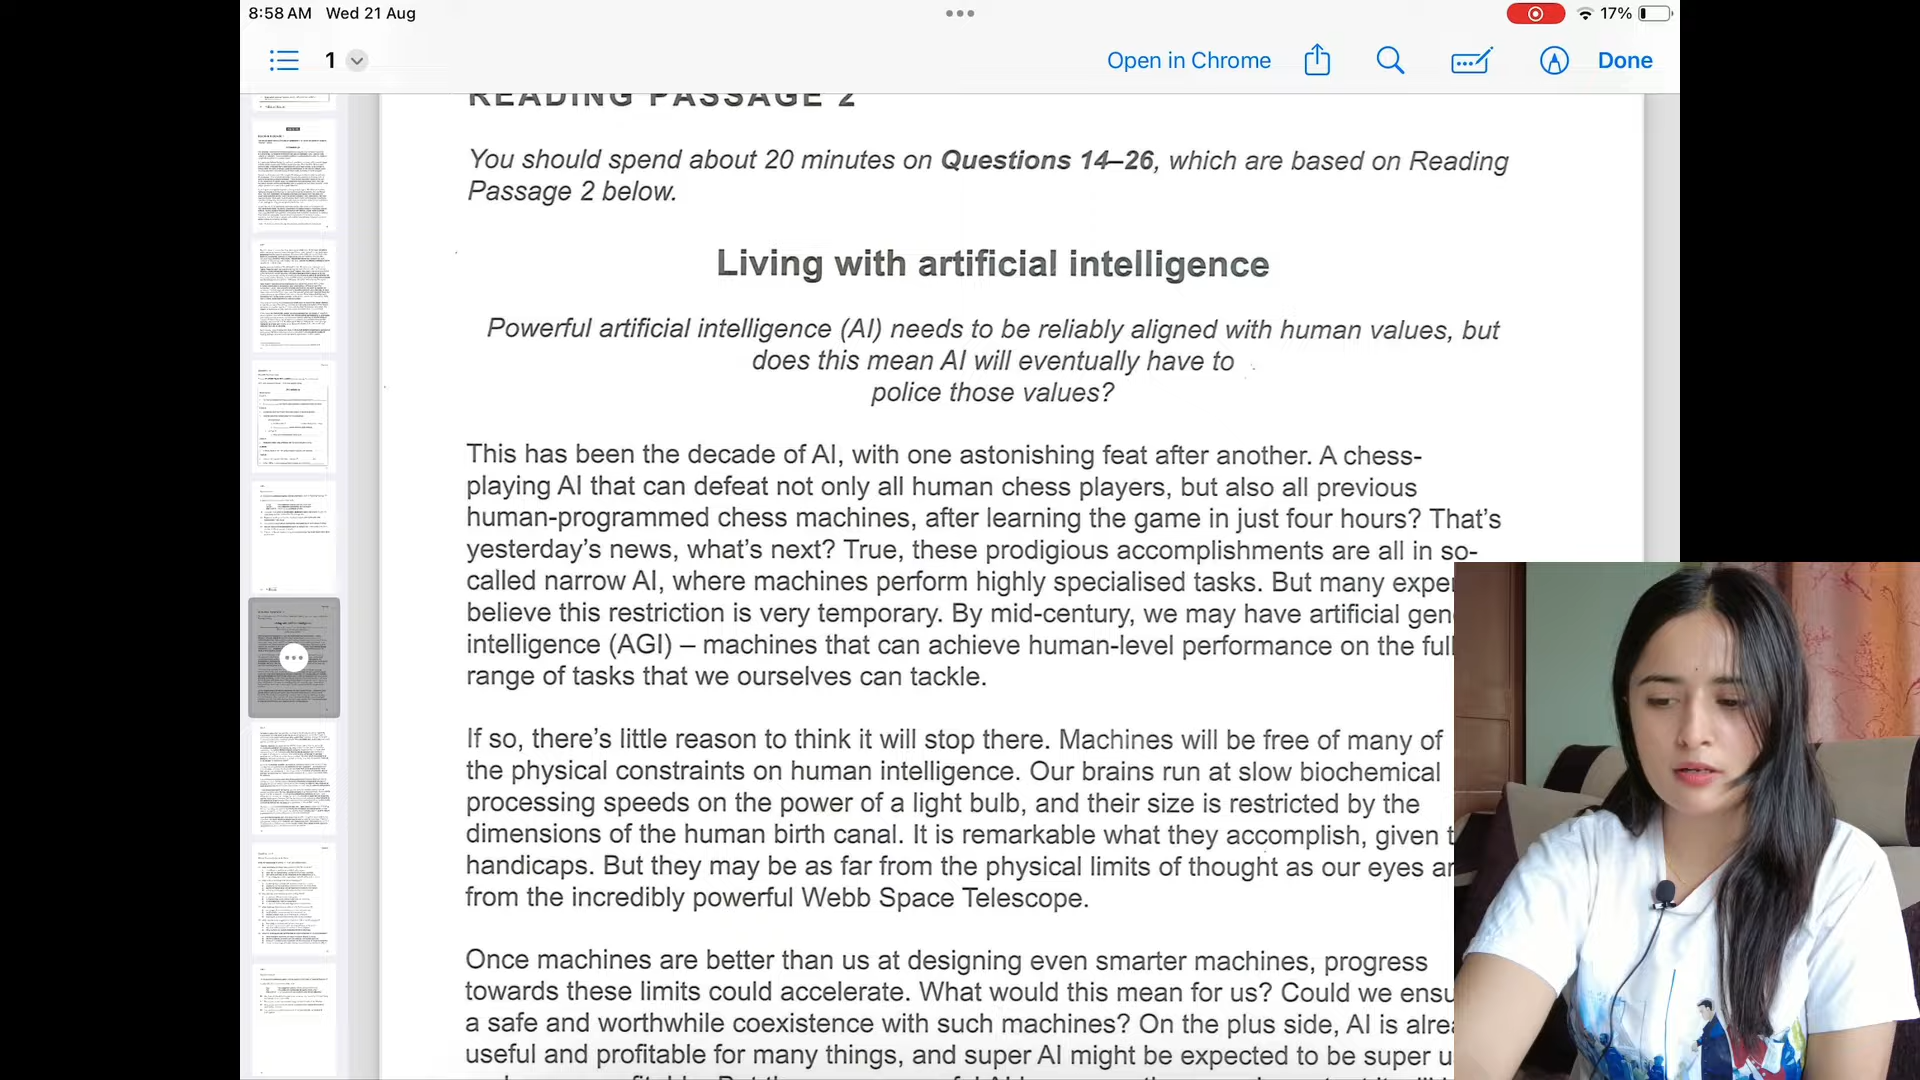 8:58 AM Wed 21 Aug
17%
1
Open in Chrome
Done
READING PASSAGE 2
You should spend about 20 minutes on Questions 14–26, which are based on Reading
Passage 2 below.
Living with artificial intelligence
Powerful artificial intelligence (AI) needs to be reliably aligned with human values, but
does this mean AI will eventually have to
police those values?
This has been the decade of AI, with one astonishing feat after another. A chess-
playing AI that can defeat not only all human chess players, but also all previous
human-programmed chess machines, after learning the game in just four hours? That's
yesterday's news, what's next? True, these prodigious accomplishments are all in so-
called narrow AI, where machines perform highly specialised tasks. But many exper
believe this restriction is very temporary. By mid-century, we may have artificial gen
intelligence (AGI) – machines that can achieve human-level performance on the full
range of tasks that we ourselves can tackle.
If so, there's little reason to think it will stop there. Machines will be free of many of
the physical constraints on human intelligence. Our brains run at slow biochemical
processing speeds on the power of a light bulb, and their size is restricted by the
dimensions of the human birth canal. It is remarkable what they accomplish, given t
handicaps. But they may be as far from the physical limits of thought as our eyes ar
from the incredibly powerful Webb Space Telescope.
Once machines are better than us at designing even smarter machines, progress
towards these limits could accelerate. What would this mean for us? Could we ensu
a safe and worthwhile coexistence with such machines? On the plus side, AI is alrea
useful and profitable for many things, and super AI might be expected to be super u